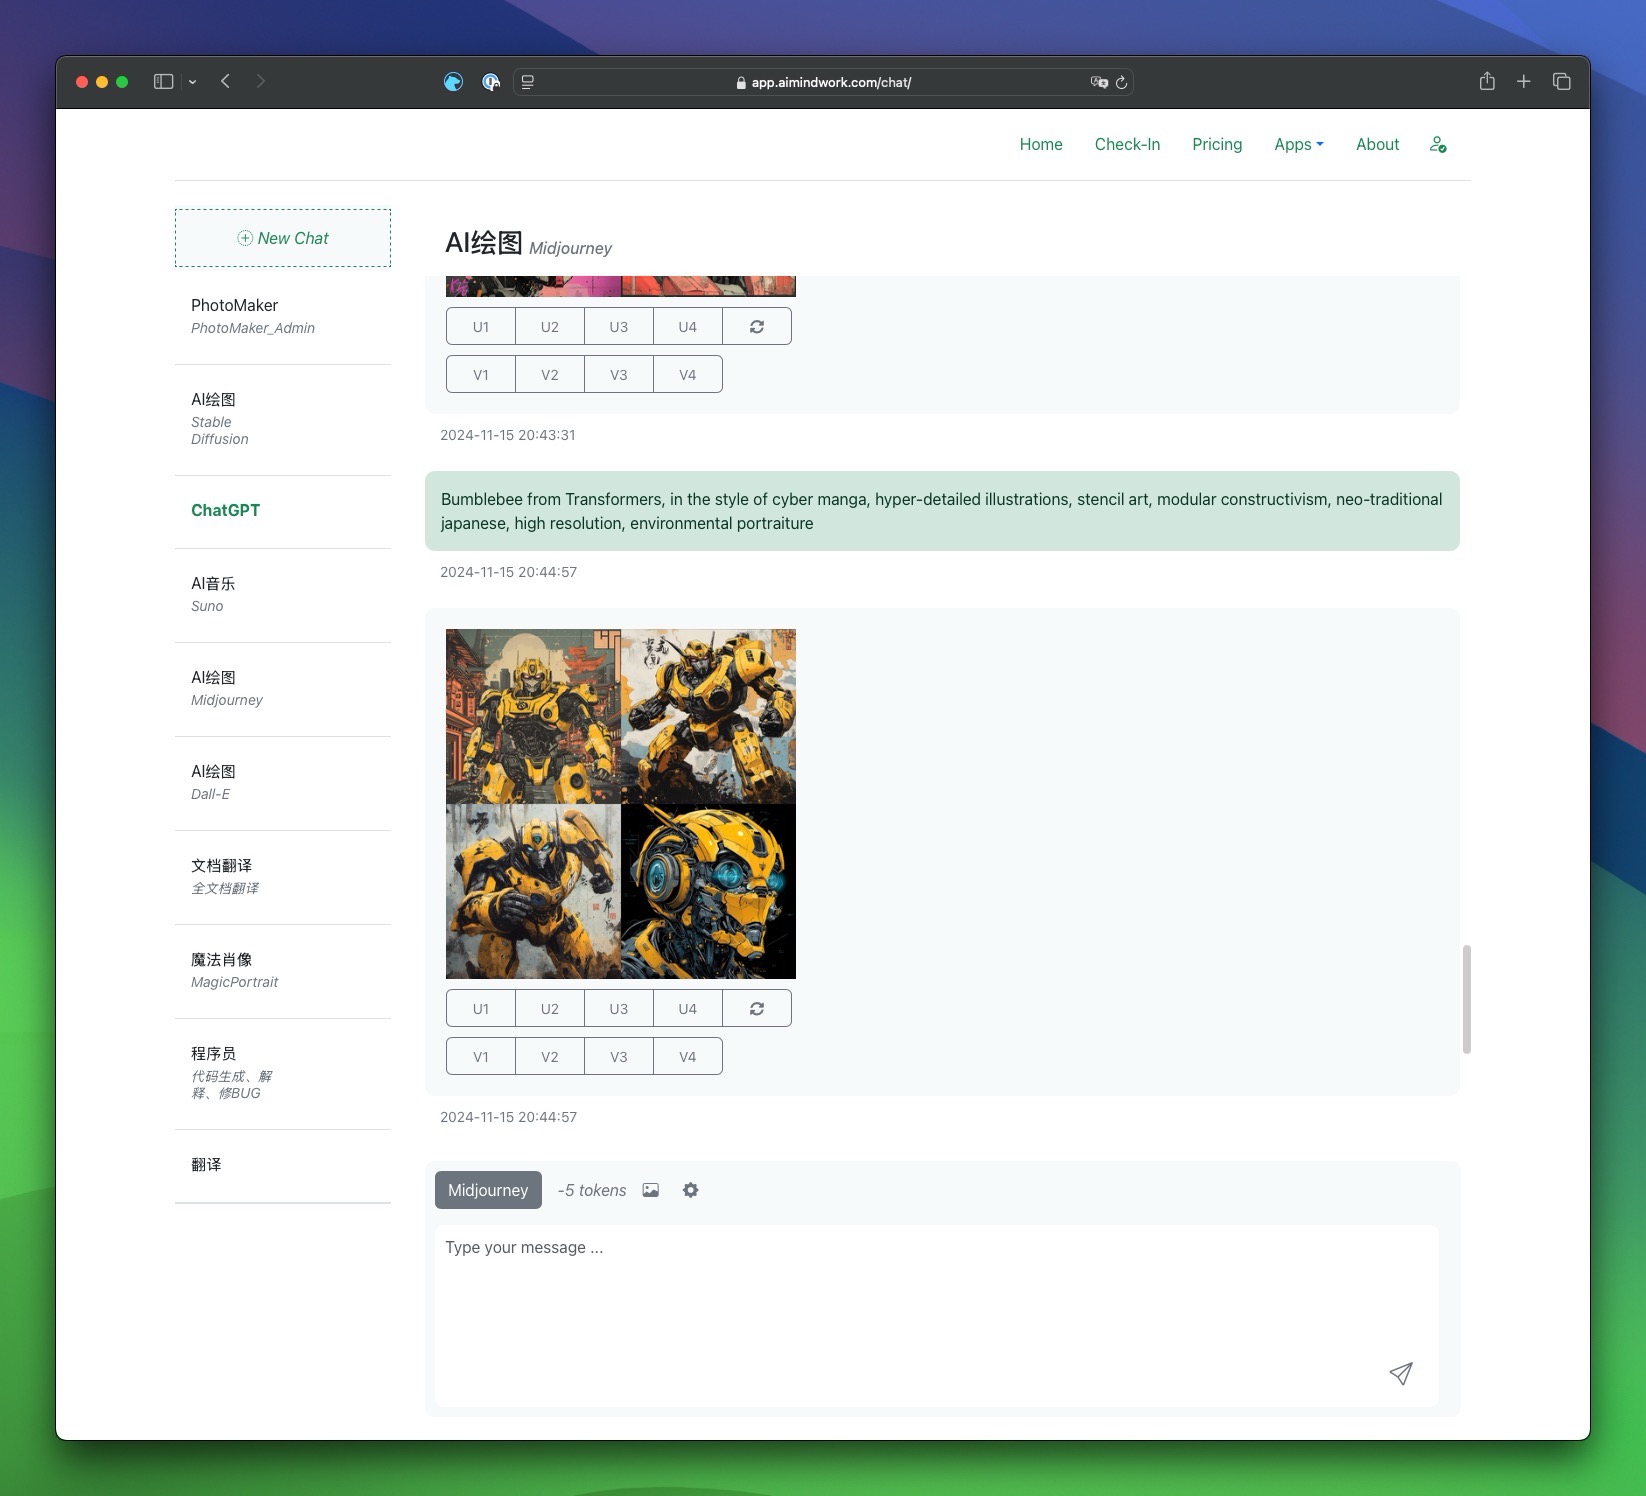 app.aimindwork.com/chat/
Home
Check-In
Pricing
Apps
About
New Chat
PhotoMaker
PhotoMaker_Admin
AI绘图
Stable
Diffusion
ChatGPT
AI音乐
Suno
AI绘图
Midjourney
AI绘图
Dall-E
文档翻译
全文档翻译
魔法肖像
MagicPortrait
程序员
代码生成、解
释、修BUG
翻译
AI绘图 Midjourney
U1 U2 U3 U4
V1 V2 V3 V4
2024-11-15 20:43:31
Bumblebee from Transformers, in the style of cyber manga, hyper-detailed illustrations, stencil art, modular constructivism, neo-traditional
japanese, high resolution, environmental portraiture
2024-11-15 20:44:57
U1 U2 U3 U4
V1 V2 V3 V4
2024-11-15 20:44:57
Midjourney -5 tokens
Type your message ...